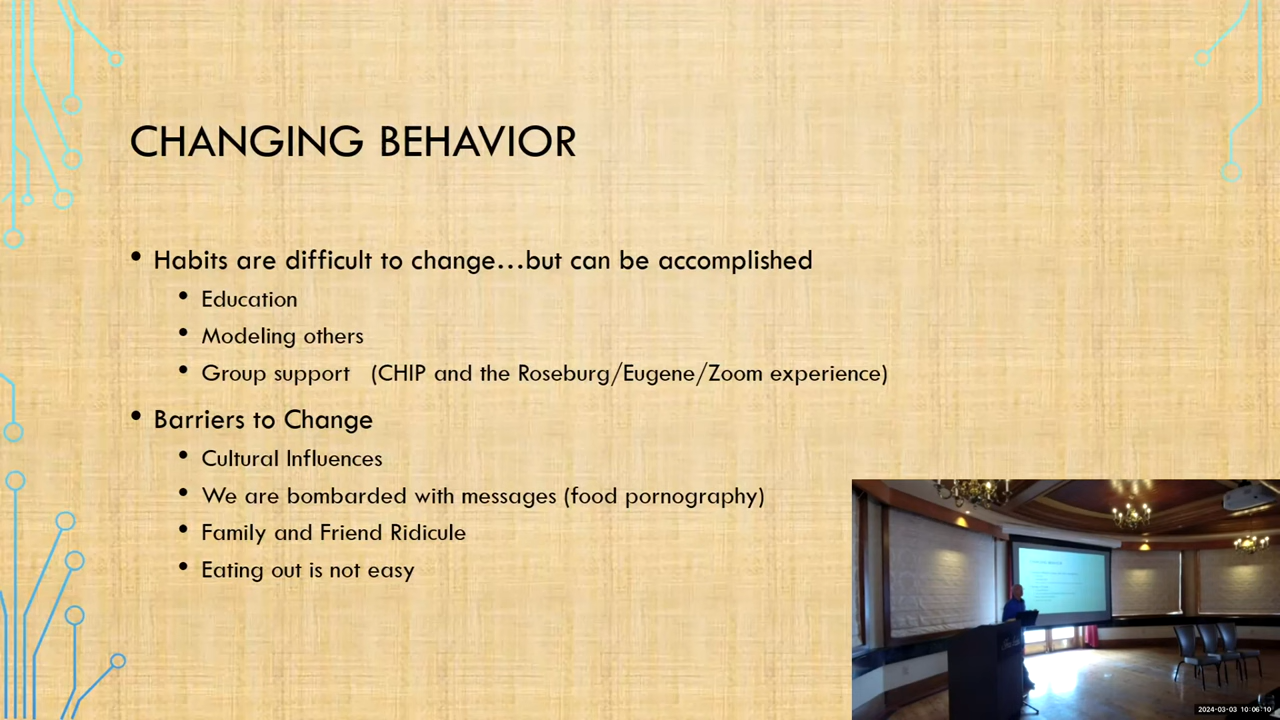 CHANGING BEHAVIOR
• Habits are difficult to change...but can be accomplished
• Education
• Modeling others
• Group support (CHIP and the Roseburg/Eugene/Zoom experience)
• Barriers to Change
• Cultural Influences
• We are bombarded with messages (food pornography)
• Family and Friend Ridicule
• Eating out is not easy
2024-03-03 10:06:10